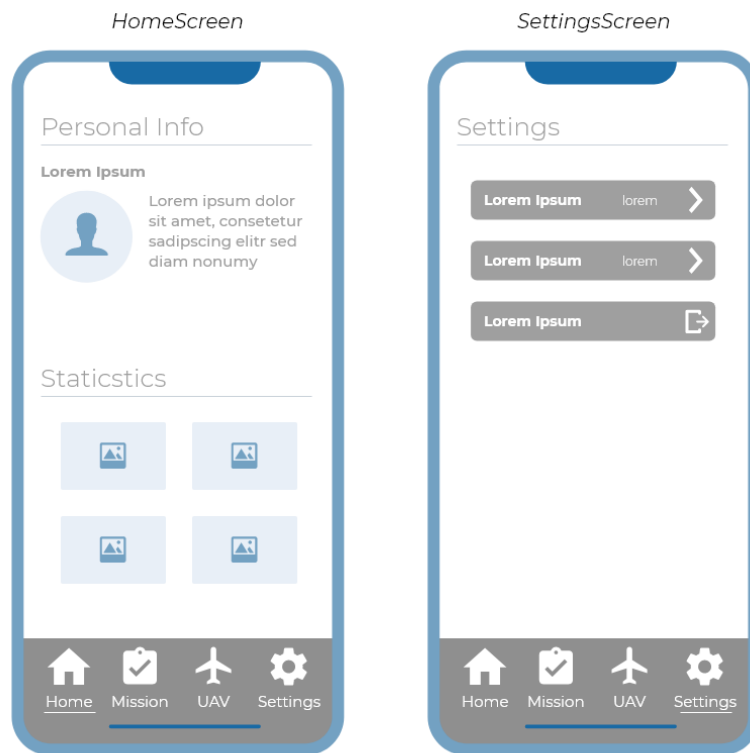 HomeScreen
Personal Info
Lorem Ipsum
Lorem ipsum dolor
sit amet, consetetur
sadipscing elitr sed
diam nonumy
Staticstics
Home Mission UAV Settings
SettingsScreen
Settings
Lorem Ipsum lorem
Lorem Ipsum lorem
Lorem Ipsum
Home Mission UAV Settings